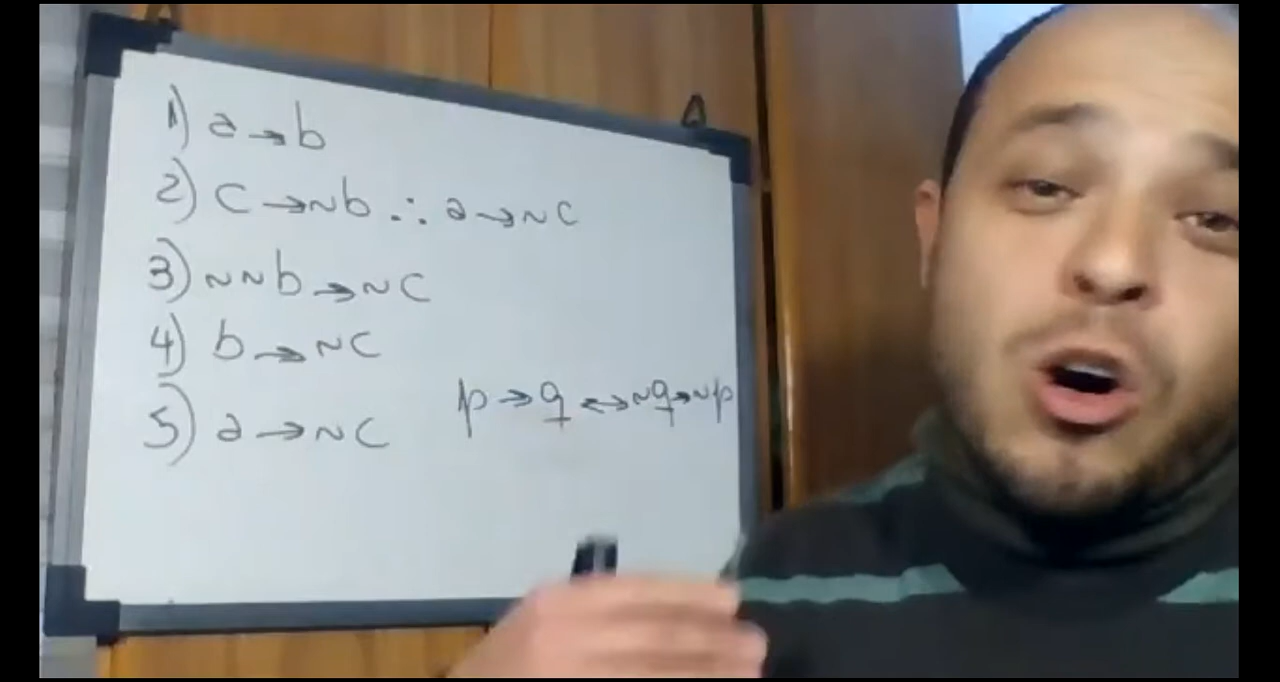 1) a→b
2) c→~b ∴ a→~c
3) ~~b→~c
4) b→~c
5) a→~c
p→q↔~q→~p